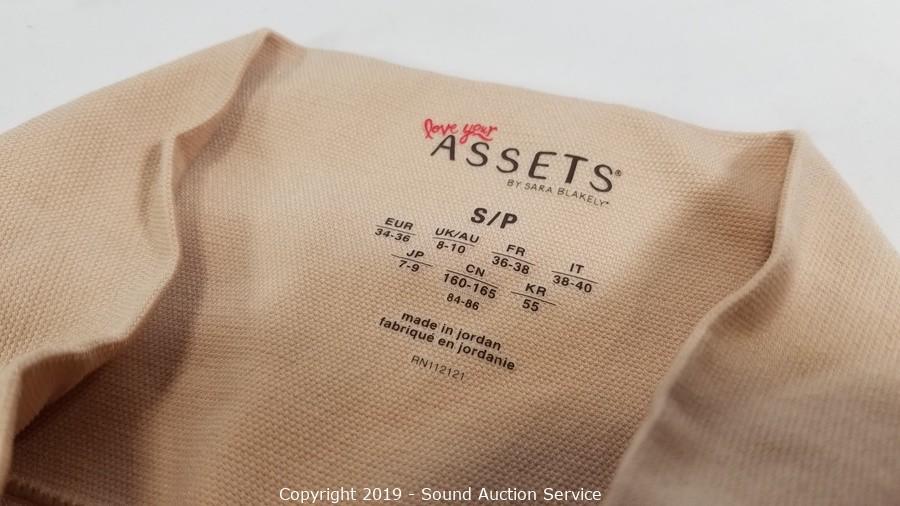 love your
ASSETS®
BY SARA BLAKELY®
S/P
EUR UK/AU FR IT
34-36 8-10 36-38 38-40
JP CN KR
7-9 160-165 55
84-86
made in jordan
fabriqué en jordanie
RN112121
Copyright 2019 - Sound Auction Service